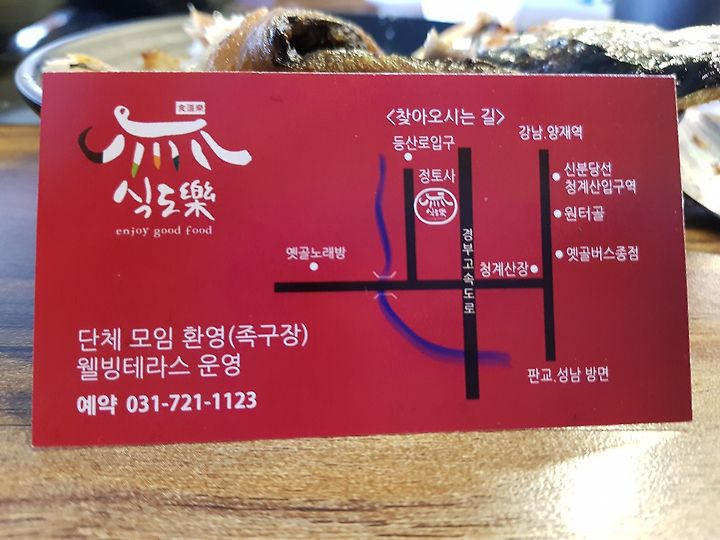 食道樂
식도樂
enjoy good food
<찾아오시는 길>
등산로입구
강남.양재역
정토사
식도樂
신분당선
청계산입구역
원터골
옛골버스종점
옛골노래방
경부고속도로
청계산장
판교.성남 방면
단체 모임 환영(족구장)
웰빙테라스 운영
예약 031-721-1123